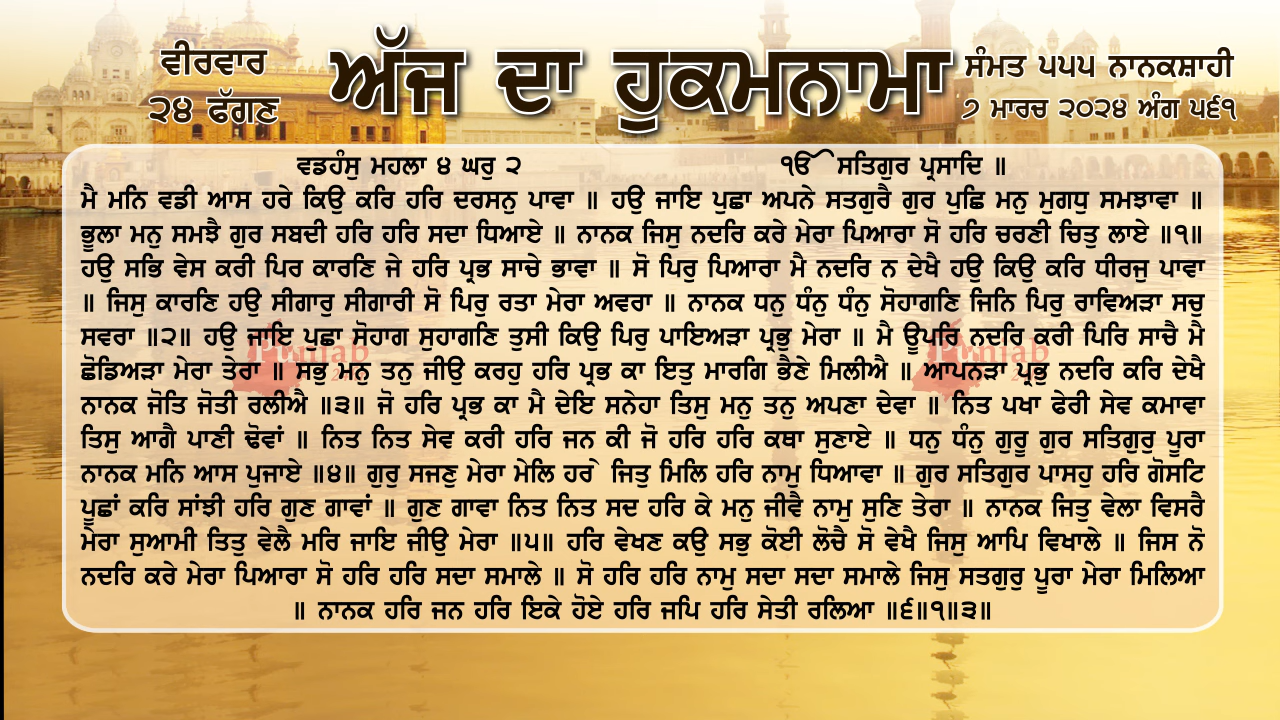 ਵੀਰਵਾਰ
੨੪ ਫੱਗਣ
ਅੱਜ ਦਾ ਹੁਕਮਨਾਮਾ
ਸੰਮਤ ੫੫੫ ਨਾਨਕਸ਼ਾਹੀ
੭ ਮਾਰਚ ੨੦੨੪ ਅੰਗ ੫੬੧
ਵਡਹੰਸੁ ਮਹਲਾ ੪ ਘਰੁ ੨ ੴ ਸਤਿਗੁਰ ਪ੍ਰਸਾਦਿ ॥
ਮੈ ਮਨਿ ਵਡੀ ਆਸ ਹਰੇ ਕਿਉ ਕਰਿ ਹਰਿ ਦਰਸਨੁ ਪਾਵਾ ॥ ਹਉ ਜਾਇ ਪੁਛਾ ਅਪਨੇ ਸਤਗੁਰੈ ਗੁਰ ਪੁਛਿ ਮਨੁ ਮੁਗਧੁ ਸਮਝਾਵਾ ॥
ਭੂਲਾ ਮਨੁ ਸਮਝੈ ਗੁਰ ਸਬਦੀ ਹਰਿ ਹਰਿ ਸਦਾ ਧਿਆਏ ॥ ਨਾਨਕ ਜਿਸੁ ਨਦਰਿ ਕਰੇ ਮੇਰਾ ਪਿਆਰਾ ਸੋ ਹਰਿ ਚਰਣੀ ਚਿਤੁ ਲਾਏ ॥੧॥
ਹਉ ਸਭਿ ਵੇਸ ਕਰੀ ਪਿਰ ਕਾਰਣਿ ਜੇ ਹਰਿ ਪ੍ਰਭ ਸਾਚੇ ਭਾਵਾ ॥ ਸੋ ਪਿਰੁ ਪਿਆਰਾ ਮੈ ਨਦਰਿ ਨ ਦੇਖੈ ਹਉ ਕਿਉ ਕਰਿ ਧੀਰਜੁ ਪਾਵਾ
॥ ਜਿਸੁ ਕਾਰਣਿ ਹਉ ਸੀਗਾਰੁ ਸੀਗਾਰੀ ਸੋ ਪਿਰੁ ਰਤਾ ਮੇਰਾ ਅਵਰਾ ॥ ਨਾਨਕ ਧਨੁ ਧੰਨੁ ਧੰਨੁ ਸੋਹਾਗਣਿ ਜਿਨਿ ਪਿਰੁ ਰਾਵਿਅੜਾ ਸਚੁ
ਸਵਰਾ ॥੨॥ ਹਉ ਜਾਇ ਪੁਛਾ ਸੋਹਾਗ ਸੁਹਾਗਣਿ ਤੁਸੀ ਕਿਉ ਪਿਰੁ ਪਾਇਅੜਾ ਪ੍ਰਭੁ ਮੇਰਾ ॥ ਮੈ ਊਪਰਿ ਨਦਰਿ ਕਰੀ ਪਿਰਿ ਸਾਚੈ ਮੈ
ਛੋਡਿਅੜਾ ਮੇਰਾ ਤੇਰਾ ॥ ਸਭੁ ਮਨੁ ਤਨੁ ਜੀਉ ਕਰਹੁ ਹਰਿ ਪ੍ਰਭ ਕਾ ਇਤੁ ਮਾਰਗਿ ਭੈਣੇ ਮਿਲੀਐ ॥ ਆਪਨੜਾ ਪ੍ਰਭੁ ਨਦਰਿ ਕਰਿ ਦੇਖੈ
ਨਾਨਕ ਜੋਤਿ ਜੋਤੀ ਰਲੀਐ ॥੩॥ ਜੋ ਹਰਿ ਪ੍ਰਭ ਕਾ ਮੈ ਦੇਇ ਸਨੇਹਾ ਤਿਸੁ ਮਨੁ ਤਨੁ ਅਪਣਾ ਦੇਵਾ ॥ ਨਿਤ ਪਖਾ ਫੇਰੀ ਸੇਵ ਕਮਾਵਾ
ਤਿਸੁ ਆਗੈ ਪਾਣੀ ਢੋਵਾਂ ॥ ਨਿਤ ਨਿਤ ਸੇਵ ਕਰੀ ਹਰਿ ਜਨ ਕੀ ਜੋ ਹਰਿ ਹਰਿ ਕਥਾ ਸੁਣਾਏ ॥ ਧਨੁ ਧੰਨੁ ਗੁਰੂ ਗੁਰ ਸਤਿਗੁਰੁ ਪੂਰਾ
ਨਾਨਕ ਮਨਿ ਆਸ ਪੁਜਾਏ ॥੪॥ ਗੁਰੁ ਸਜਣੁ ਮੇਰਾ ਮੇਲਿ ਹਰੇ ਜਿਤੁ ਮਿਲਿ ਹਰਿ ਨਾਮੁ ਧਿਆਵਾ ॥ ਗੁਰ ਸਤਿਗੁਰ ਪਾਸਹੁ ਹਰਿ ਗੋਸਟਿ
ਪੂਛਾਂ ਕਰਿ ਸਾਂਝੀ ਹਰਿ ਗੁਣ ਗਾਵਾਂ ॥ ਗੁਣ ਗਾਵਾ ਨਿਤ ਨਿਤ ਸਦ ਹਰਿ ਕੇ ਮਨੁ ਜੀਵੈ ਨਾਮੁ ਸੁਣਿ ਤੇਰਾ ॥ ਨਾਨਕ ਜਿਤੁ ਵੇਲਾ ਵਿਸਰੈ
ਮੇਰਾ ਸੁਆਮੀ ਤਿਤੁ ਵੇਲੈ ਮਰਿ ਜਾਇ ਜੀਉ ਮੇਰਾ ॥੫॥ ਹਰਿ ਵੇਖਣ ਕਉ ਸਭੁ ਕੋਈ ਲੋਚੈ ਸੋ ਵੇਖੈ ਜਿਸੁ ਆਪਿ ਵਿਖਾਲੇ ॥ ਜਿਸ ਨੋ
ਨਦਰਿ ਕਰੇ ਮੇਰਾ ਪਿਆਰਾ ਸੋ ਹਰਿ ਹਰਿ ਸਦਾ ਸਮਾਲੇ ॥ ਸੋ ਹਰਿ ਹਰਿ ਨਾਮੁ ਸਦਾ ਸਦਾ ਸਮਾਲੇ ਜਿਸੁ ਸਤਗੁਰੁ ਪੂਰਾ ਮੇਰਾ ਮਿਲਿਆ
॥ ਨਾਨਕ ਹਰਿ ਜਨ ਹਰਿ ਇਕੇ ਹੋਏ ਹਰਿ ਜਪਿ ਹਰਿ ਸੇਤੀ ਰਲਿਆ ॥੬॥੧॥੩॥